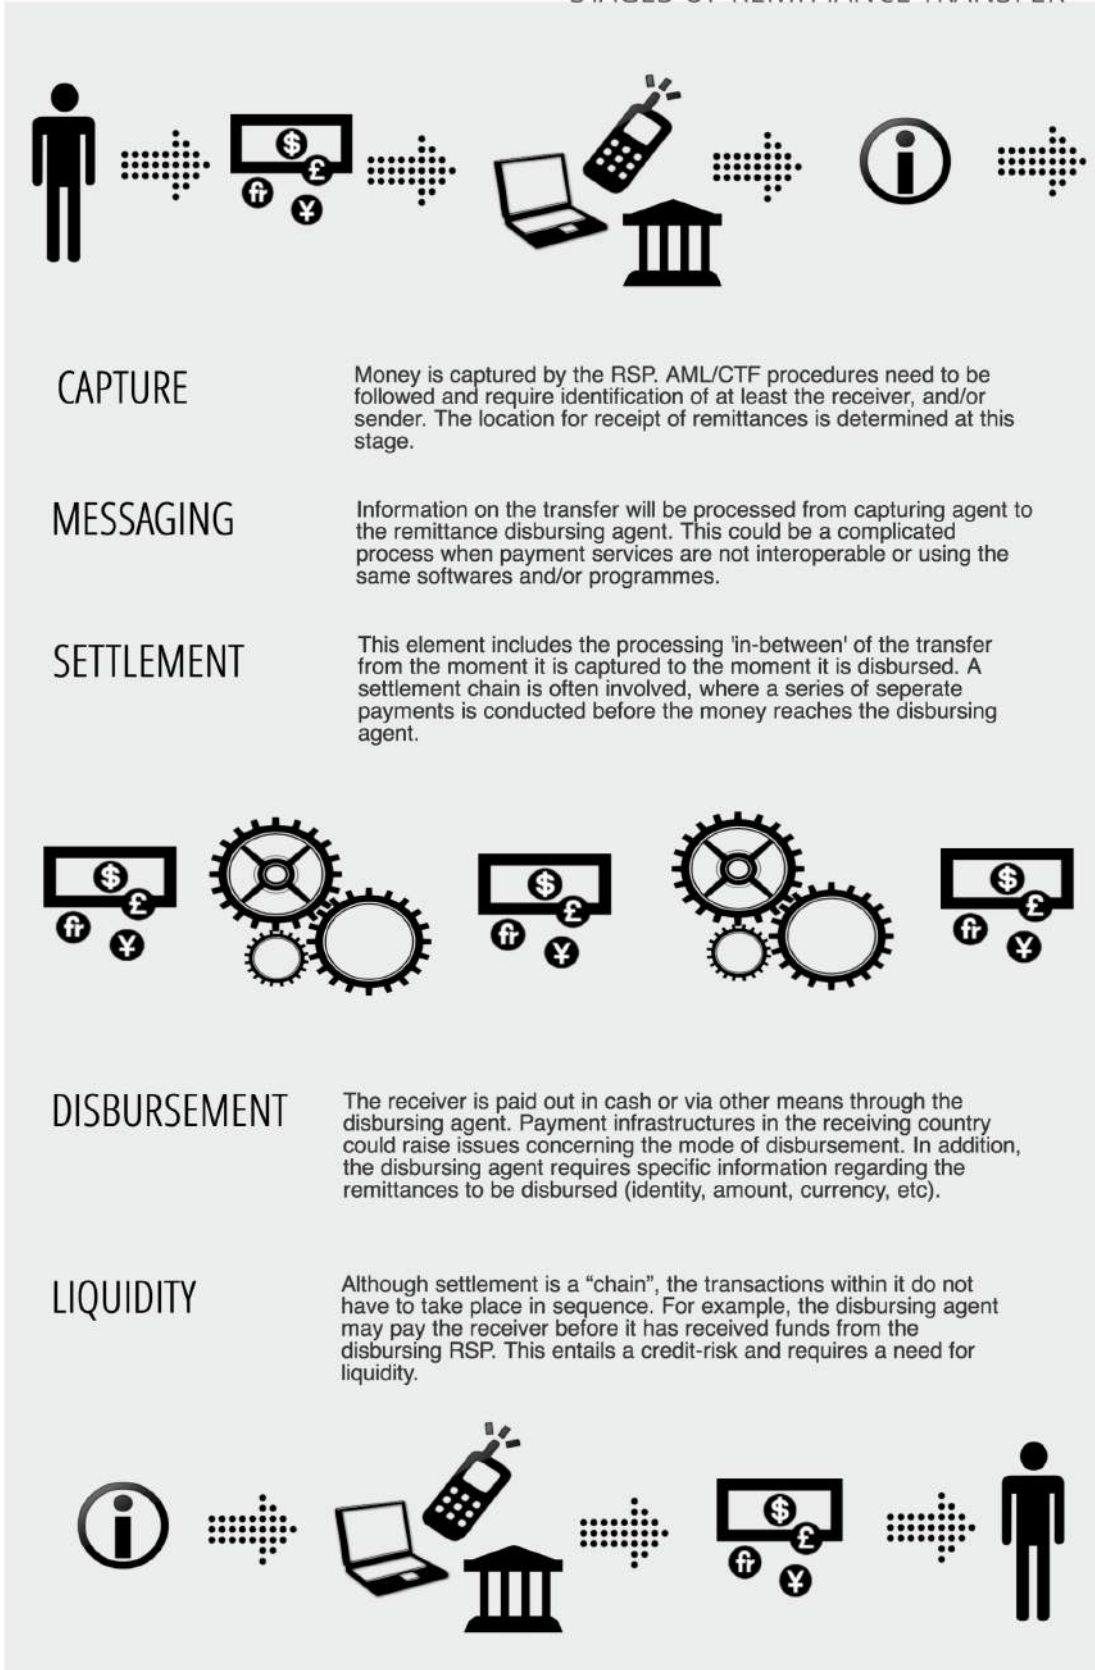 STAGES OF REMITTANCE TRANSFER
$
£
fr
¥
i
CAPTURE
Money is captured by the RSP. AML/CTF procedures need to be
followed and require identification of at least the receiver, and/or
sender. The location for receipt of remittances is determined at this
stage.
MESSAGING
Information on the transfer will be processed from capturing agent to
the remittance disbursing agent. This could be a complicated
process when payment services are not interoperable or using the
same softwares and/or programmes.
SETTLEMENT
This element includes the processing 'in-between' of the transfer
from the moment it is captured to the moment it is disbursed. A
settlement chain is often involved, where a series of seperate
payments is conducted before the money reaches the disbursing
agent.
$
£
fr
¥
$
£
fr
¥
$
£
fr
¥
DISBURSEMENT
The receiver is paid out in cash or via other means through the
disbursing agent. Payment infrastructures in the receiving country
could raise issues concerning the mode of disbursement. In addition,
the disbursing agent requires specific information regarding the
remittances to be disbursed (identity, amount, currency, etc).
LIQUIDITY
Although settlement is a “chain”, the transactions within it do not
have to take place in sequence. For example, the disbursing agent
may pay the receiver before it has received funds from the
disbursing RSP. This entails a credit-risk and requires a need for
liquidity.
i
$
£
fr
¥